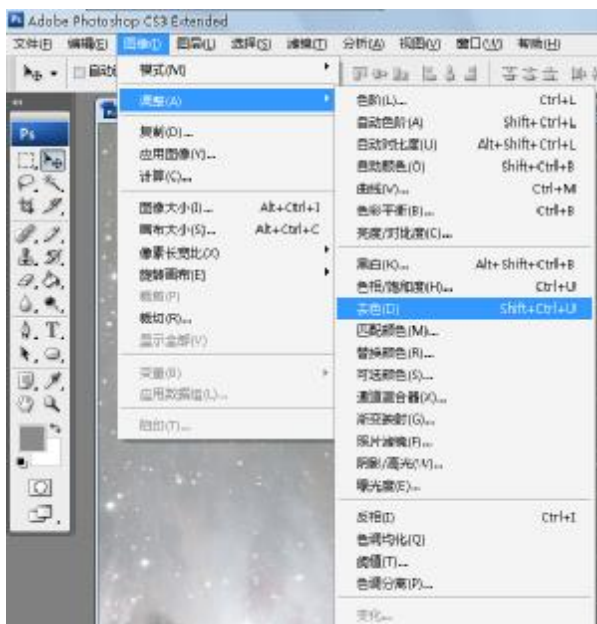 Adobe Photoshop CS3 Extended
文件(F) 编辑(E) 图像(I) 图层(L) 选择(S) 滤镜(T) 分析(A) 视图(V) 窗口(W) 帮助(H)
模式(M)
调整(A)
复制(D)...
应用图像(Y)...
计算(C)...
图像大小(I)... Alt+Ctrl+I
画布大小(S)... Alt+Ctrl+C
像素长宽比(X)
旋转画布(E)
裁剪(P)
裁切(R)...
显示全部(V)
变量(B)
应用数据组(L)...
陷印(T)...
色阶(L)... Ctrl+L
自动色阶(A) Shift+Ctrl+L
自动对比度(U) Alt+Shift+Ctrl+L
自动颜色(O) Shift+Ctrl+B
曲线(V)... Ctrl+M
色彩平衡(B)... Ctrl+B
亮度/对比度(C)...
黑白(K)... Alt+Shift+Ctrl+B
色相/饱和度(H)... Ctrl+U
去色(D) Shift+Ctrl+U
匹配颜色(M)...
替换颜色(R)...
可选颜色(S)...
通道混合器(X)...
渐变映射(G)...
照片滤镜(F)...
阴影/高光(W)...
曝光度(E)...
反相(I) Ctrl+I
色调均化(Q)
阈值(T)...
色调分离(P)...
变化...
Ps